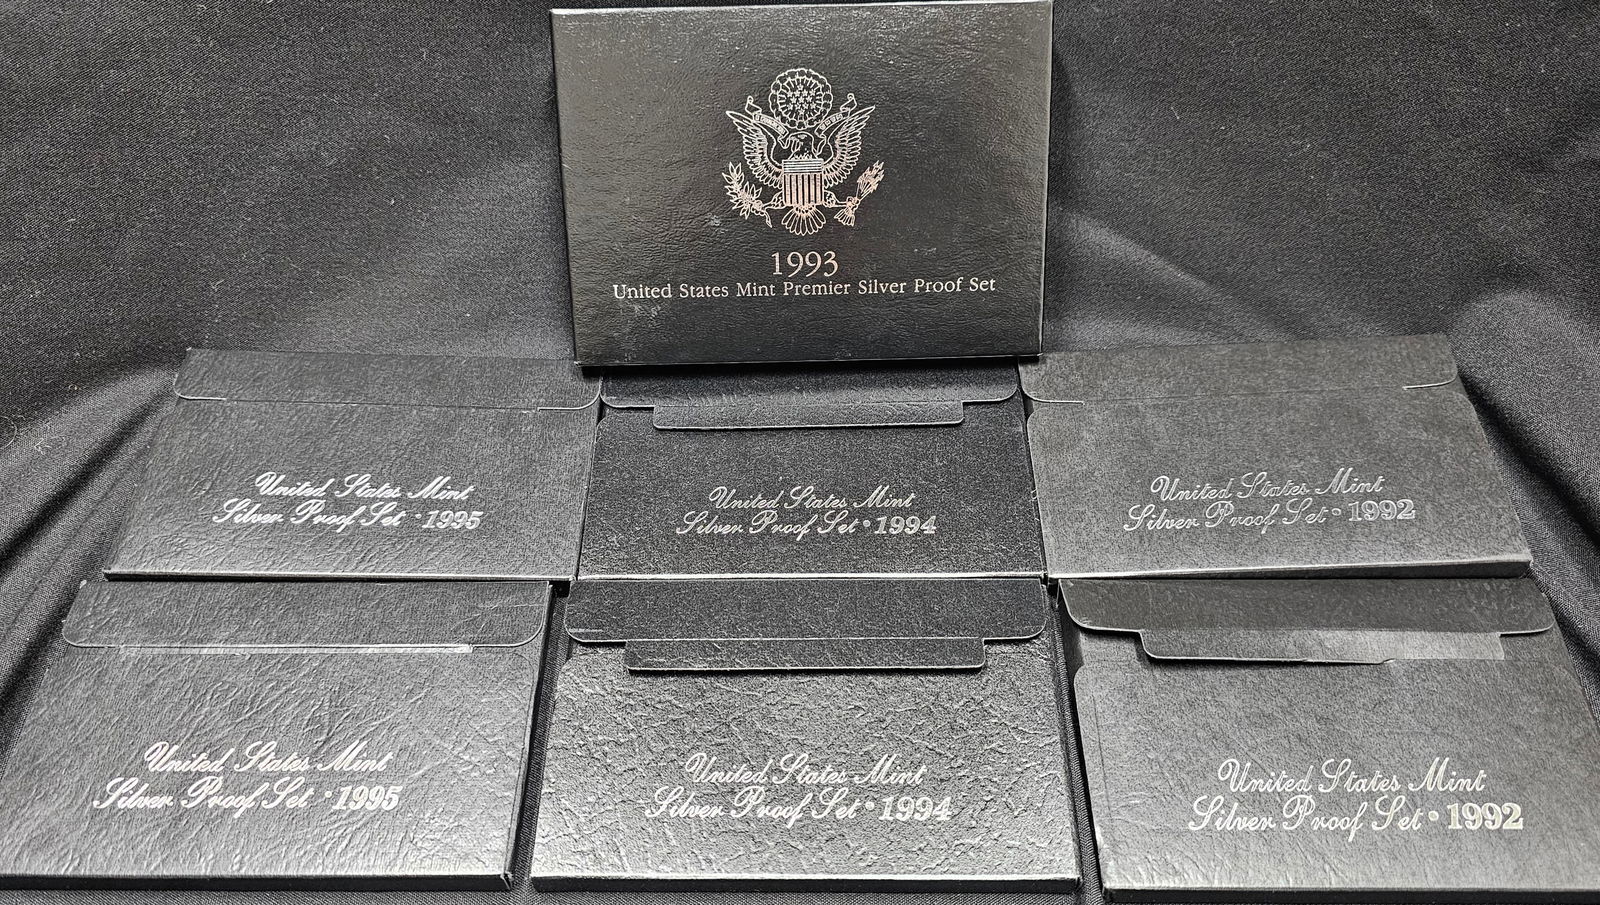 1993
United States Mint Premier Silver Proof Set
United States Mint
Silver Proof Set • 1995
United States Mint
Silver Proof Set • 1994
United States Mint
Silver Proof Set • 1992
United States Mint
Silver Proof Set • 1995
United States Mint
Silver Proof Set • 1994
United States Mint
Silver Proof Set • 1992